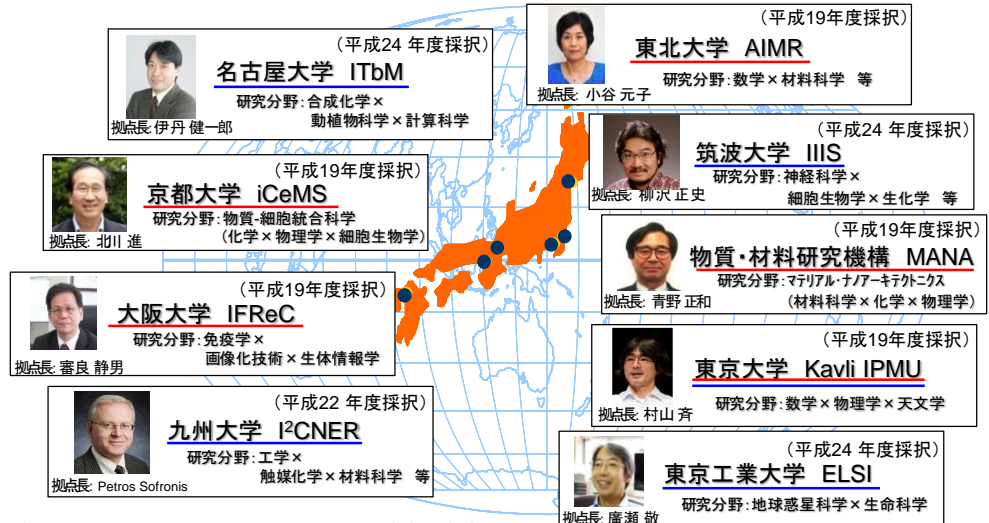 (平成24 年度採択)
名古屋大学 ITbM
研究分野:合成化学×
動植物科学×計算科学
拠点長: 伊丹 健一郎
(平成19年度採択)
京都大学 iCeMS
研究分野:物質-細胞統合科学
(化学×物理学×細胞生物学)
拠点長: 北川 進
(平成19年度採択)
大阪大学 IFReC
研究分野:免疫学×
画像化技術×生体情報学
拠点長: 審良 静男
(平成22 年度採択)
九州大学 I²CNER
研究分野:工学×
触媒化学×材料科学 等
拠点長: Petros Sofronis
(平成19年度採択)
東北大学 AIMR
研究分野:数学×材料科学 等
拠点長: 小谷 元子
(平成24 年度採択)
筑波大学 IIIS
研究分野:神経科学×
細胞生物学×生化学 等
拠点長: 柳沢 正史
(平成19年度採択)
物質・材料研究機構 MANA
研究分野:マテリアル・ナノアーキテクトニクス
(材料科学×化学×物理学)
拠点長: 青野 正和
(平成19年度採択)
東京大学 Kavli IPMU
研究分野:数学×物理学×天文学
拠点長: 村山 斉
(平成24 年度採択)
東京工業大学 ELSI
研究分野:地球惑星科学×生命科学
拠点長: 廣瀬 敬